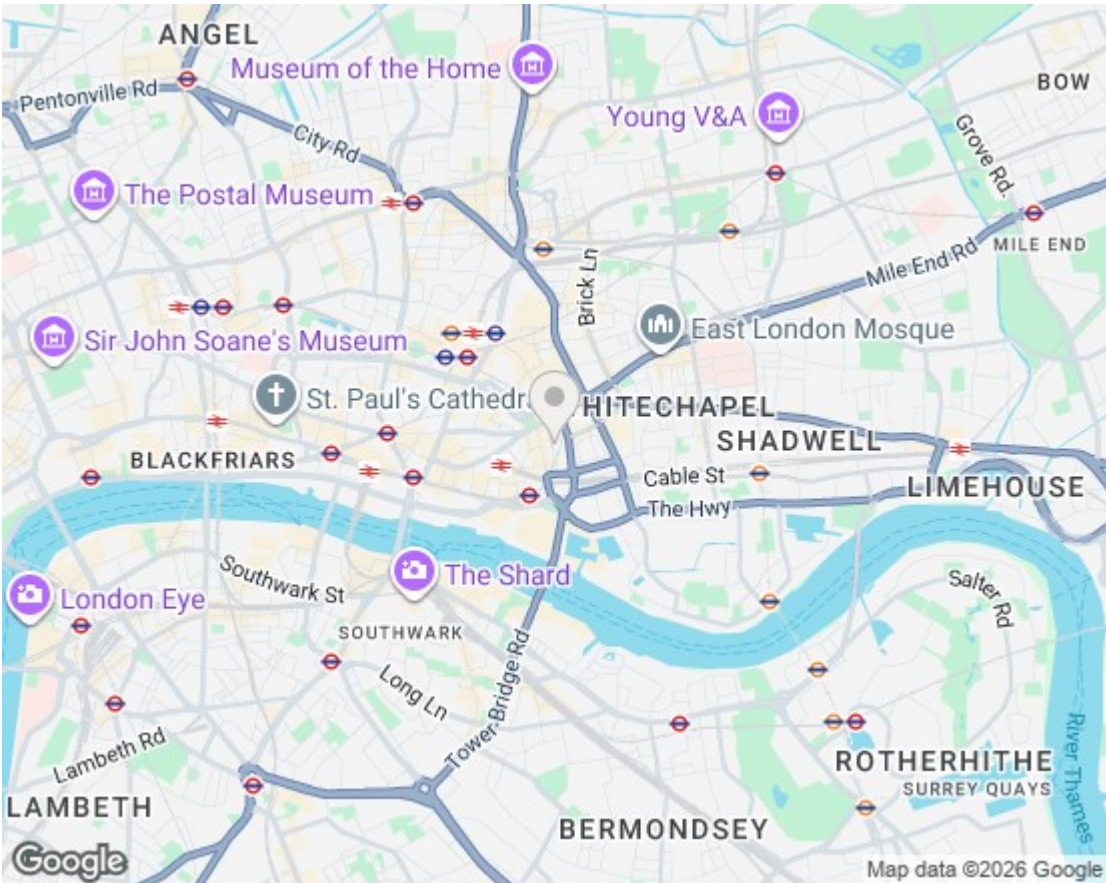 ANGEL
Museum of the Home
BOW
Pentonville Rd
Young V&A
City Rd
Grove Rd.
The Postal Museum
MILE END
Brick Ln
Mile End Rd
Sir John Soane's Museum
East London Mosque
St. Paul's Cathedr
HITECHAPEL
SHADWELL
BLACKFRIARS
Cable St
LIMEHOUSE
The Hwy
Southwark St
The Shard
Salter Rd
London Eye
SOUTHWARK
Long Ln
Tower Bridge Rd
Lambeth Rd
River Thames
ROTHERHITHE
SURREY QUAYS
LAMBETH
BERMONDSEY
Google
Map data ©2026 Google